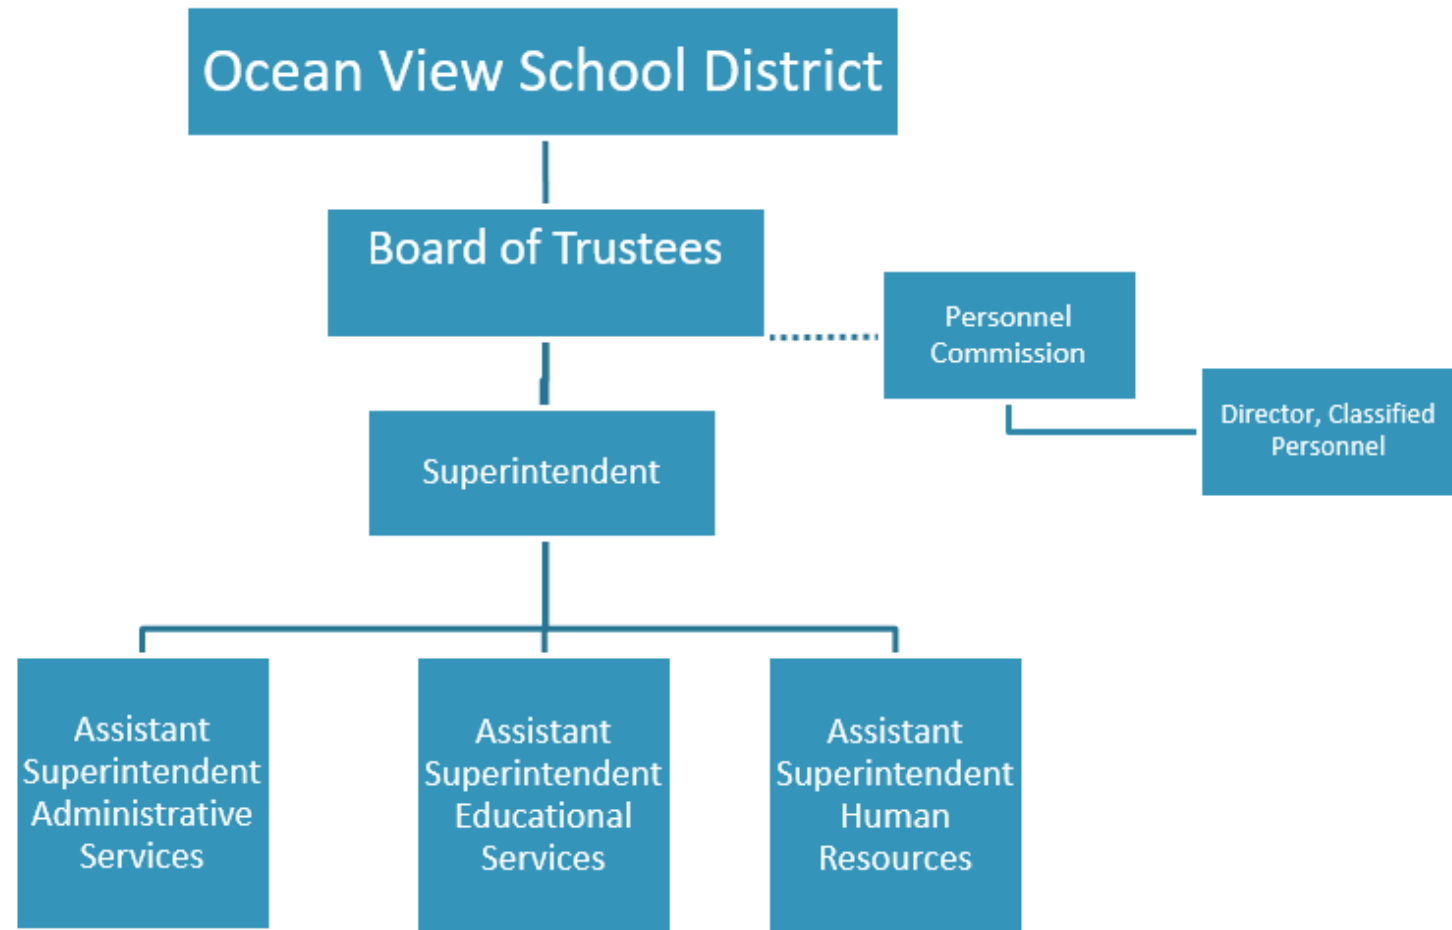 Ocean View School District
Board of Trustees
Personnel
Commission
Director, Classified
Personnel
Superintendent
Assistant
Superintendent
Administrative
Services
Assistant
Superintendent
Educational
Services
Assistant
Superintendent
Human
Resources